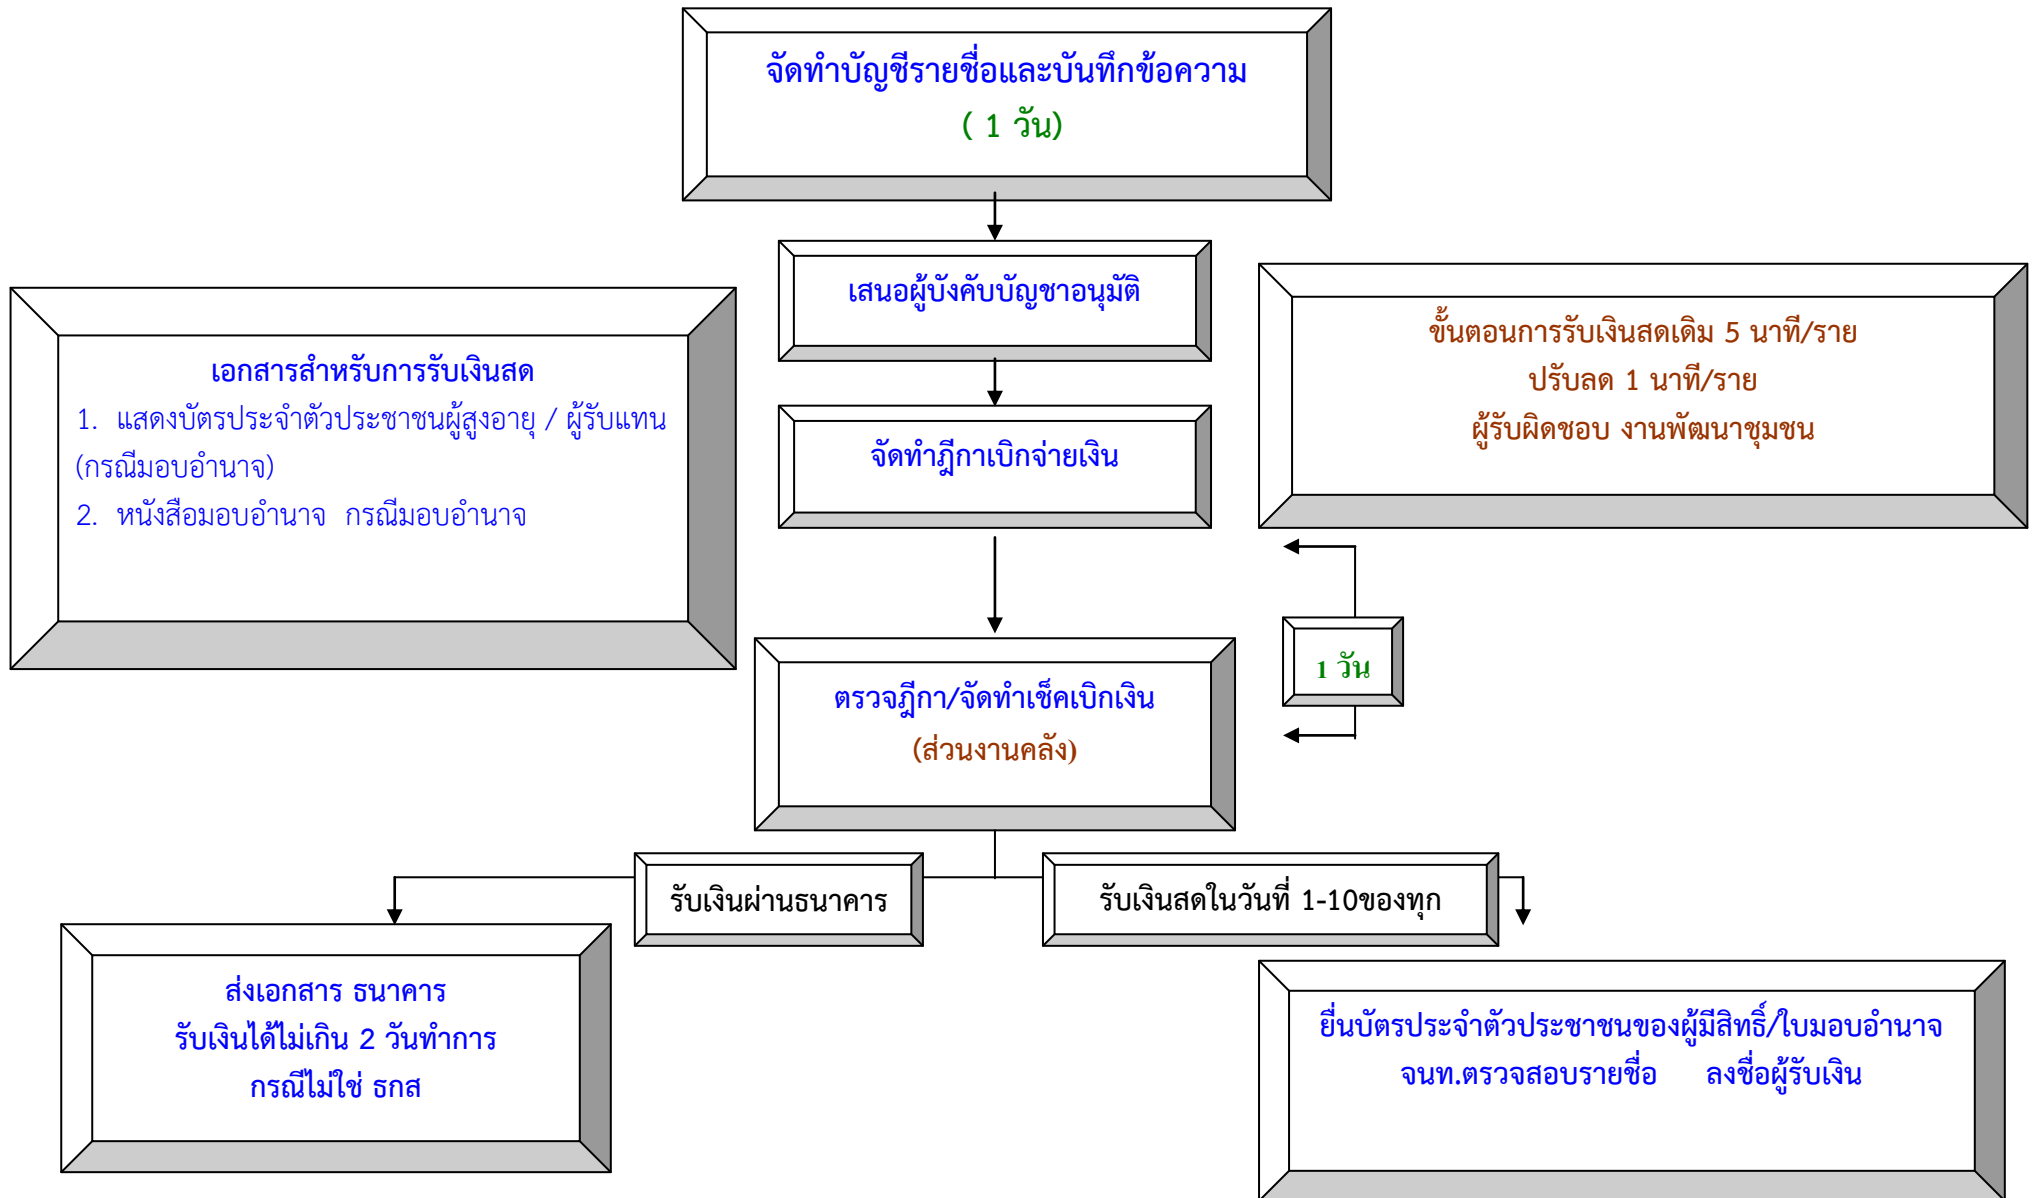 จัดทำบัญชีรายชื่อและบันทึกข้อความ
( 1 วัน)
เสนอผู้บังคับบัญชาอนุมัติ
เอกสารสำหรับการรับเงินสด
1. แสดงบัตรประจำตัวประชาชนผู้สูงอายุ / ผู้รับแทน
(กรณีมอบอำนาจ)
2. หนังสือมอบอำนาจ กรณีมอบอำนาจ
ขั้นตอนการรับเงินสดเดิม 5 นาที/ราย
ปรับลด 1 นาที/ราย
ผู้รับผิดชอบ งานพัฒนาชุมชน
จัดทำฎีกาเบิกจ่ายเงิน
1 วัน
ตรวจฎีกา/จัดทำเช็คเบิกเงิน
(ส่วนงานคลัง)
รับเงินผ่านธนาคาร
รับเงินสดในวันที่ 1-10ของทุก
ส่งเอกสาร ธนาคาร
รับเงินได้ไม่เกิน 2 วันทำการ
กรณีไม่ใช่ ธกส
ยื่นบัตรประจำตัวประชาชนของผู้มีสิทธิ์/ใบมอบอำนาจ
จนท.ตรวจสอบรายชื่อ ลงชื่อผู้รับเงิน